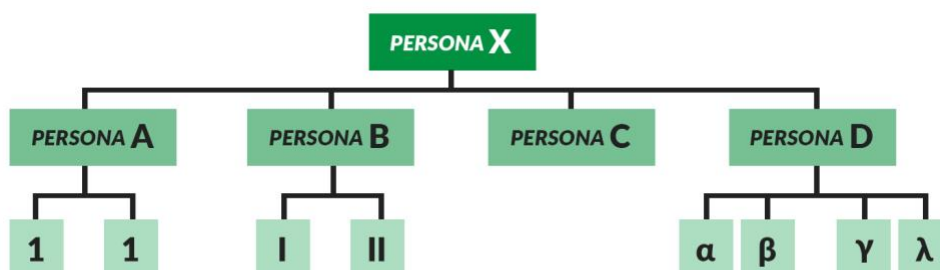 PERSONA X
PERSONA A PERSONA B PERSONA C PERSONA D
1 1 I II α β γ λ